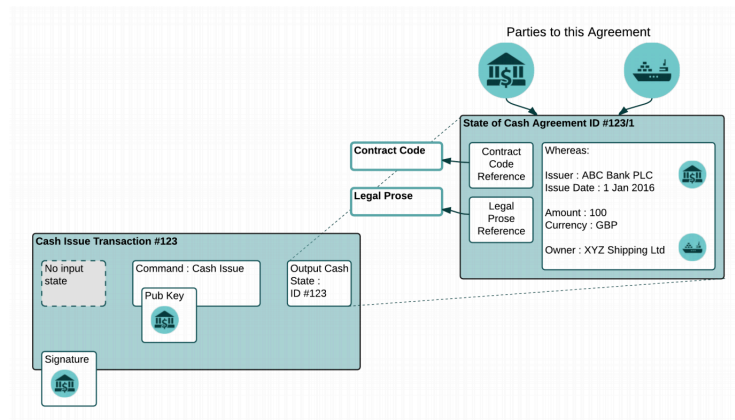 Parties to this Agreement
State of Cash Agreement ID #123/1
Contract Code
Contract
Code
Reference
Whereas:
Issuer : ABC Bank PLC
Issue Date : 1 Jan 2016
Amount : 100
Currency : GBP
Owner : XYZ Shipping Ltd
Legal Prose
Legal
Prose
Reference
Cash Issue Transaction #123
No input
state
Command : Cash Issue
Pub Key
Output Cash
State :
ID #123
Signature